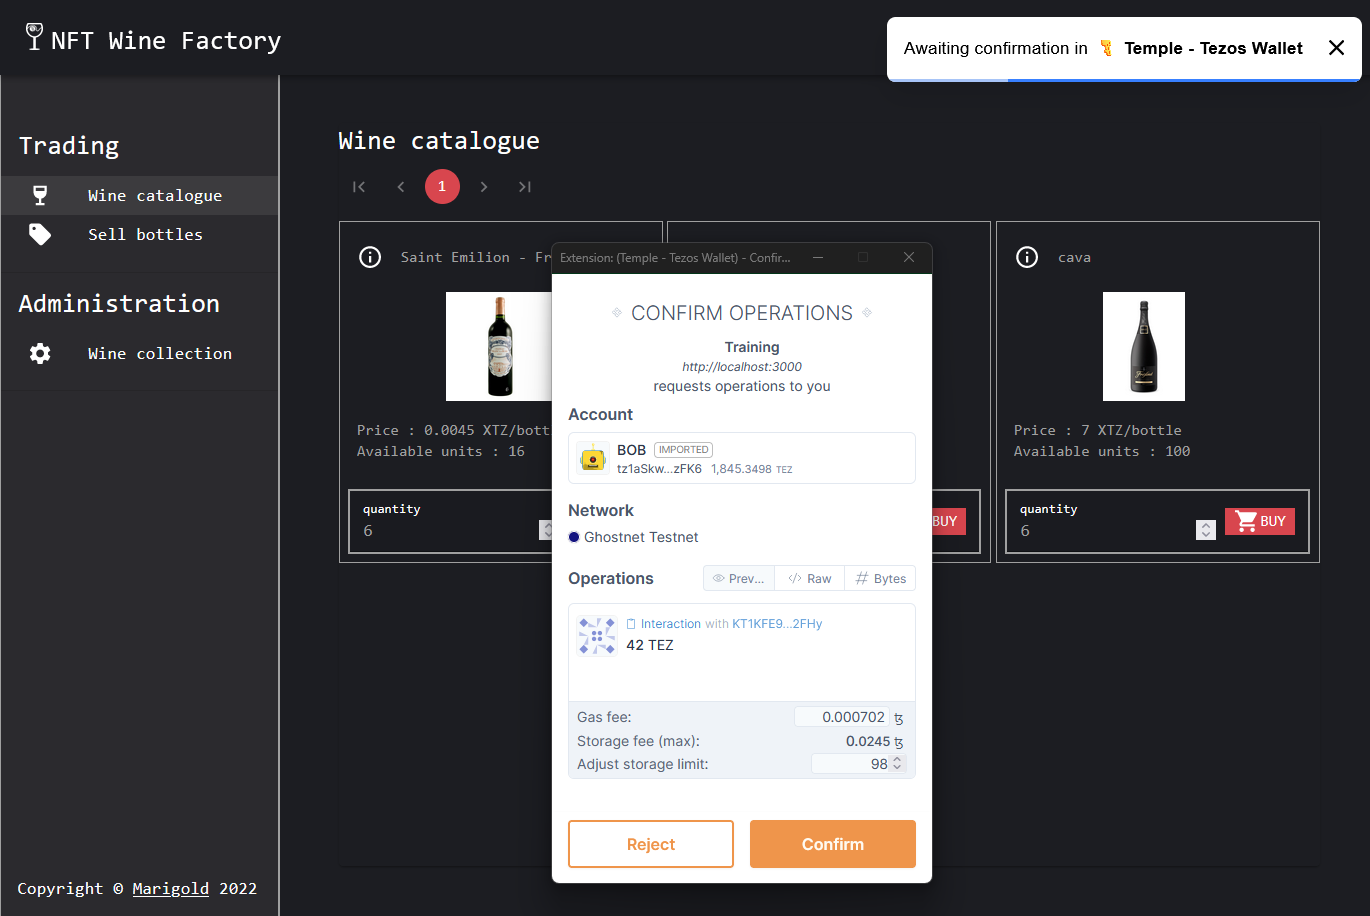 NFT Wine Factory
Awaiting confirmation in Temple - Tezos Wallet
Trading
Wine catalogue
Sell bottles
Administration
Wine collection
Copyright © Marigold 2022
Wine catalogue
1
Saint Emilion - Fr
Price : 0.0045 XTZ/bott
Available units : 16
quantity
6
BUY
cava
Price : 7 XTZ/bottle
Available units : 100
quantity
6
BUY
Extension: (Temple - Tezos Wallet) - Confir...
CONFIRM OPERATIONS
Training
http://localhost:3000
requests operations to you
Account
BOB IMPORTED
tz1aSkw...zFK6 1,845.3498 TEZ
Network
Ghostnet Testnet
Operations Prev... Raw # Bytes
Interaction with KT1KFE9...2FHy
42 TEZ
Gas fee: 0.000702 ꜩ
Storage fee (max): 0.0245 ꜩ
Adjust storage limit: 98
Reject Confirm